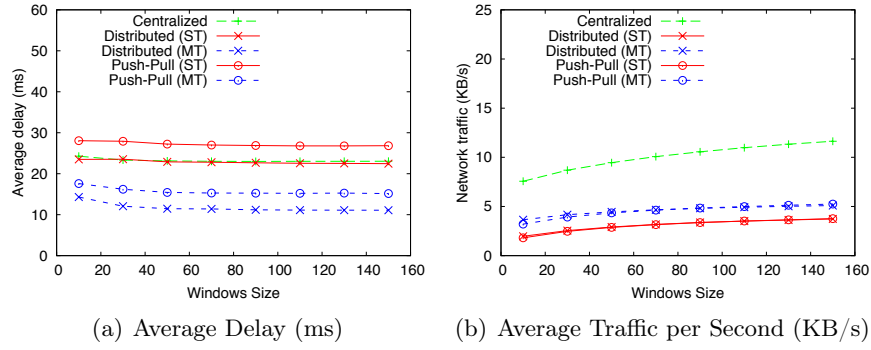 60
50
40
30
20
10
0
Average delay (ms)
Centralized
Distributed (ST)
Distributed (MT)
Push-Pull (ST)
Push-Pull (MT)
0 20 40 60 80 100 120 140 160
Windows Size
(a) Average Delay (ms)
25
20
15
10
5
0
Network traffic (KB/s)
Centralized
Distributed (ST)
Distributed (MT)
Push-Pull (ST)
Push-Pull (MT)
0 20 40 60 80 100 120 140 160
Windows Size
(b) Average Traffic per Second (KB/s)